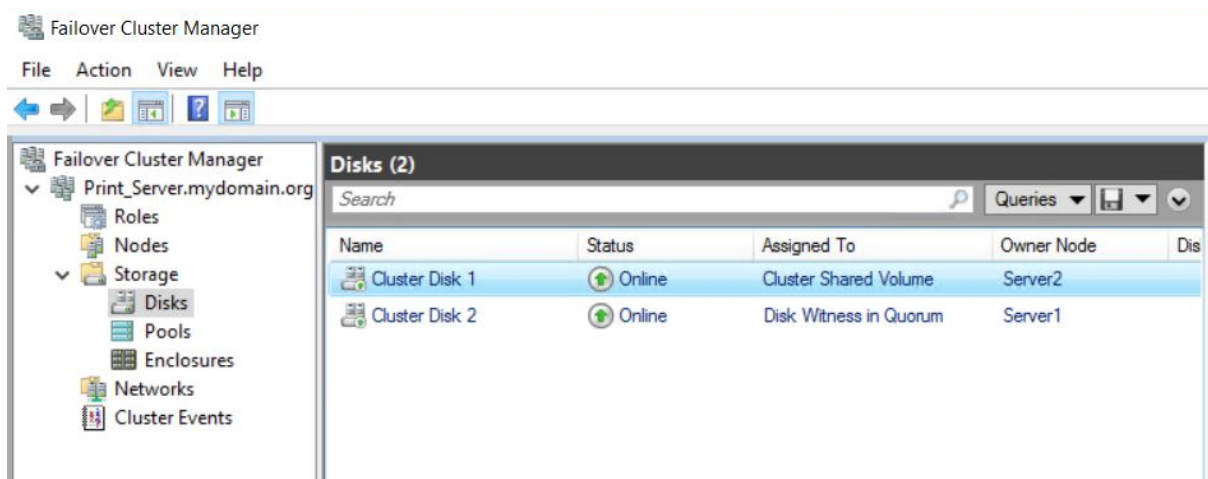 Failover Cluster Manager
File Action View Help
Failover Cluster Manager
Print_Server.mydomain.org
Roles
Nodes
Storage
Disks
Pools
Enclosures
Networks
Cluster Events
Disks (2)
Search Queries
Name Status Assigned To Owner Node Dis
Cluster Disk 1 Online Cluster Shared Volume Server2
Cluster Disk 2 Online Disk Witness in Quorum Server1